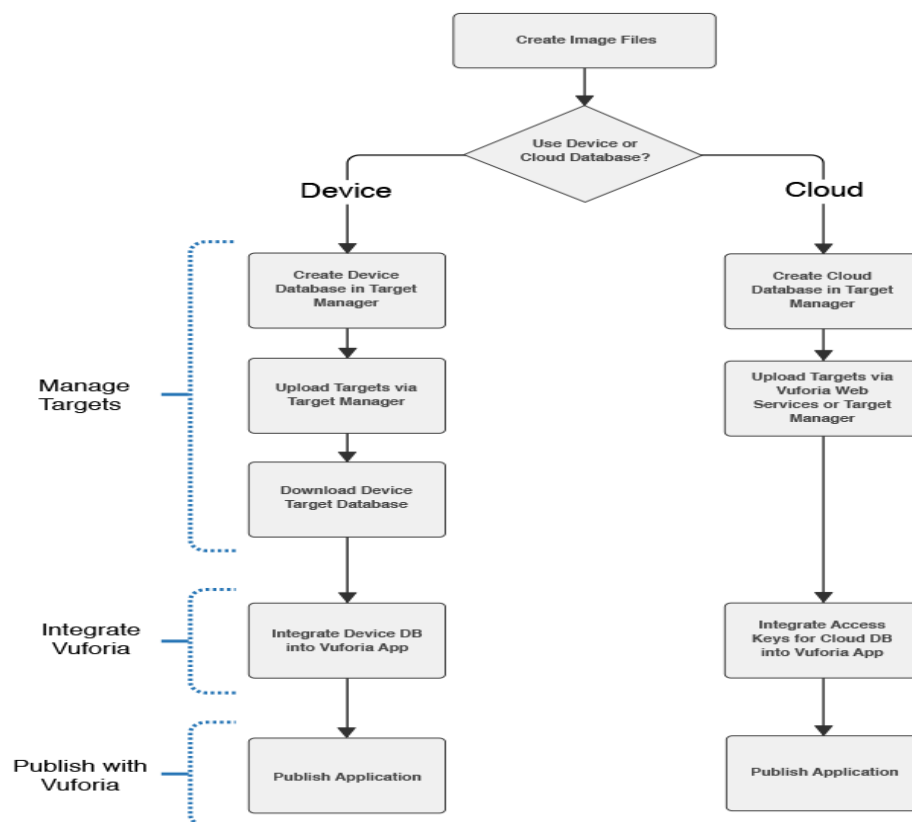 Create Image Files
Use Device or
Cloud Database?
Device
Cloud
Create Device
Database in Target
Manager
Create Cloud
Database in Target
Manager
Manage
Targets
Upload Targets via
Target Manager
Upload Targets via
Vuforia Web
Services or Target
Manager
Download Device
Target Database
Integrate
Vuforia
Integrate Device DB
into Vuforia App
Integrate Access
Keys for Cloud DB
into Vuforia App
Publish with
Vuforia
Publish Application
Publish Application